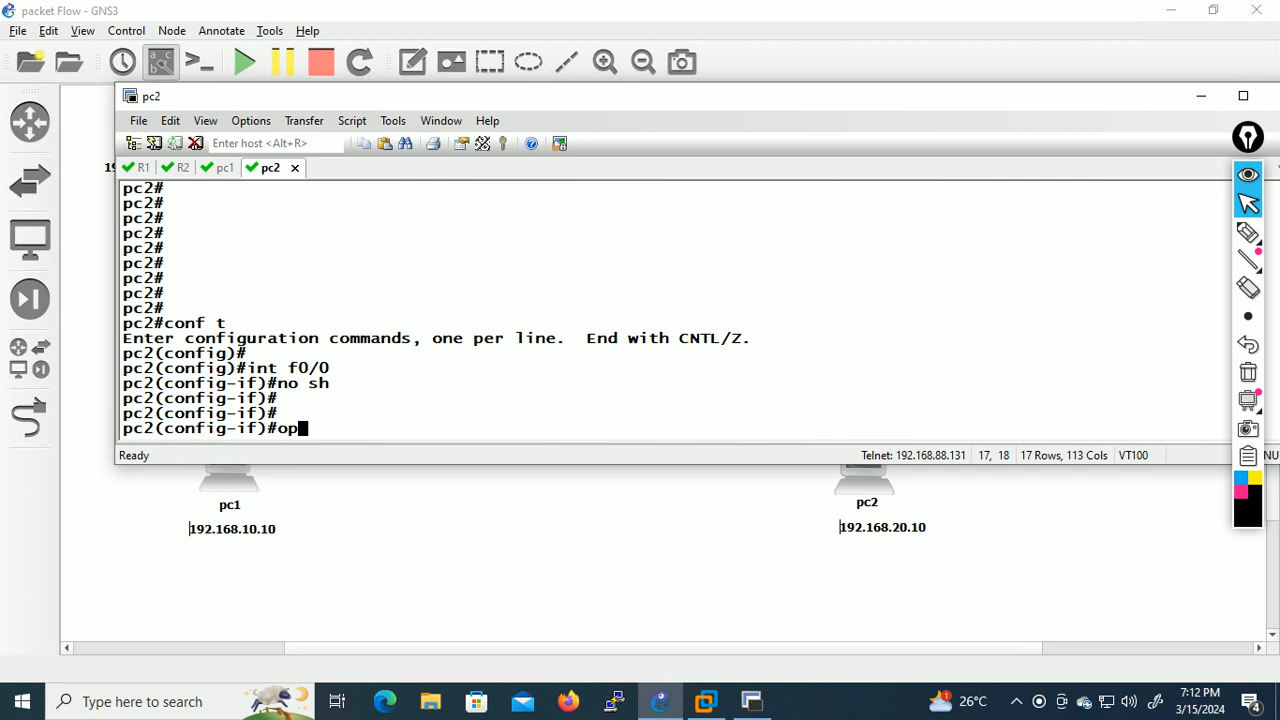 packet Flow - GNS3
File Edit View Control Node Annotate Tools Help
pc2
File Edit View Options Transfer Script Tools Window Help
Enter host <Alt+R>
19
R1 R2 pc1 pc2
pc2#
pc2#
pc2#
pc2#
pc2#
pc2#
pc2#
pc2#
pc2#
pc2#conf t
Enter configuration commands, one per line.  End with CNTL/Z.
pc2(config)#
pc2(config)#int f0/0
pc2(config-if)#no sh
pc2(config-if)#
pc2(config-if)#
pc2(config-if)#op
Ready Telnet: 192.168.88.131 17, 18 17 Rows, 113 Cols VT100 NU
pc1
192.168.10.10
pc2
192.168.20.10
Type here to search
26°C
7:12 PM
3/15/2024
4